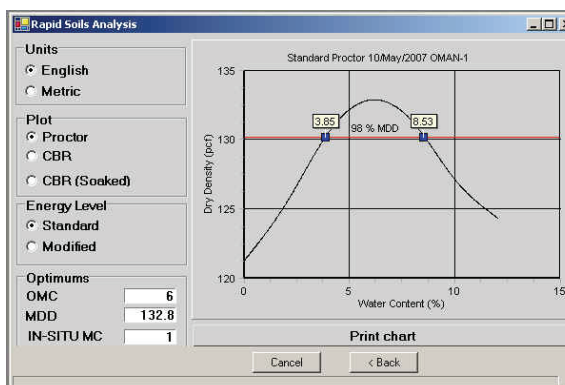 Rapid Soils Analysis
Units
English
Metric
Plot
Proctor
CBR
CBR (Soaked)
Energy Level
Standard
Modified
Optimums
OMC 6
MDD 132.8
IN-SITU MC 1
Standard Proctor 10/May/2007 OMAN-1
135
130
125
120
Dry Density (pcf)
3.85
8.53
98 % MDD
0 5 10 15
Water Content (%)
Print chart
Cancel
< Back